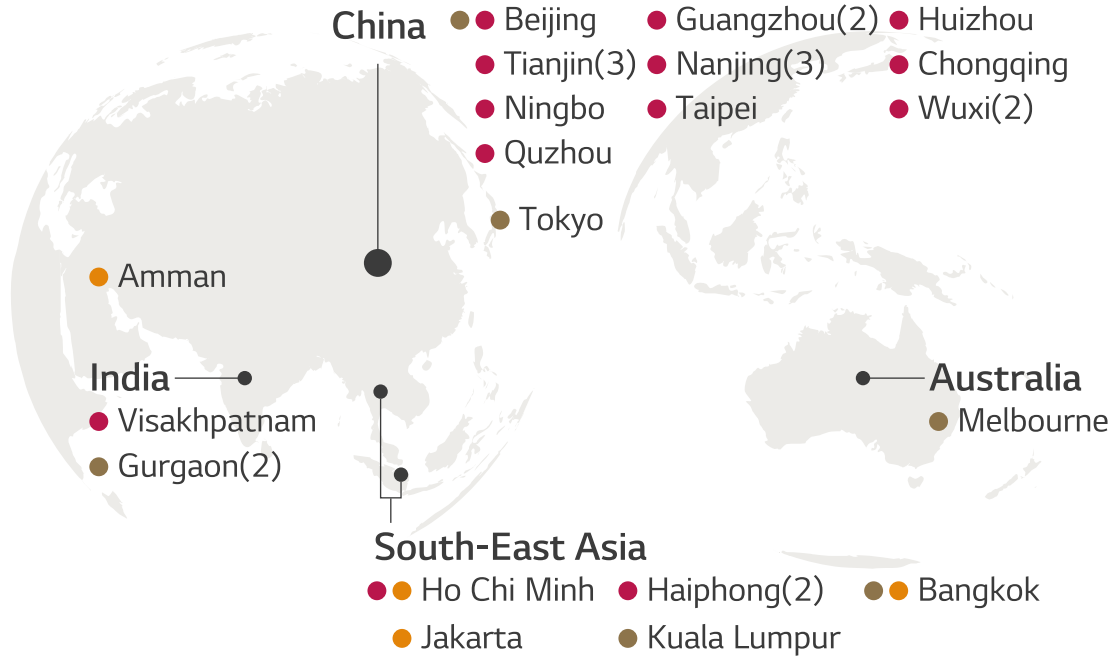 China
Beijing
Guangzhou(2)
Huizhou
Tianjin(3)
Nanjing(3)
Chongqing
Ningbo
Taipei
Wuxi(2)
Quzhou
Tokyo
Amman
India
Visakhpatnam
Gurgaon(2)
Australia
Melbourne
South-East Asia
Ho Chi Minh
Haiphong(2)
Bangkok
Jakarta
Kuala Lumpur